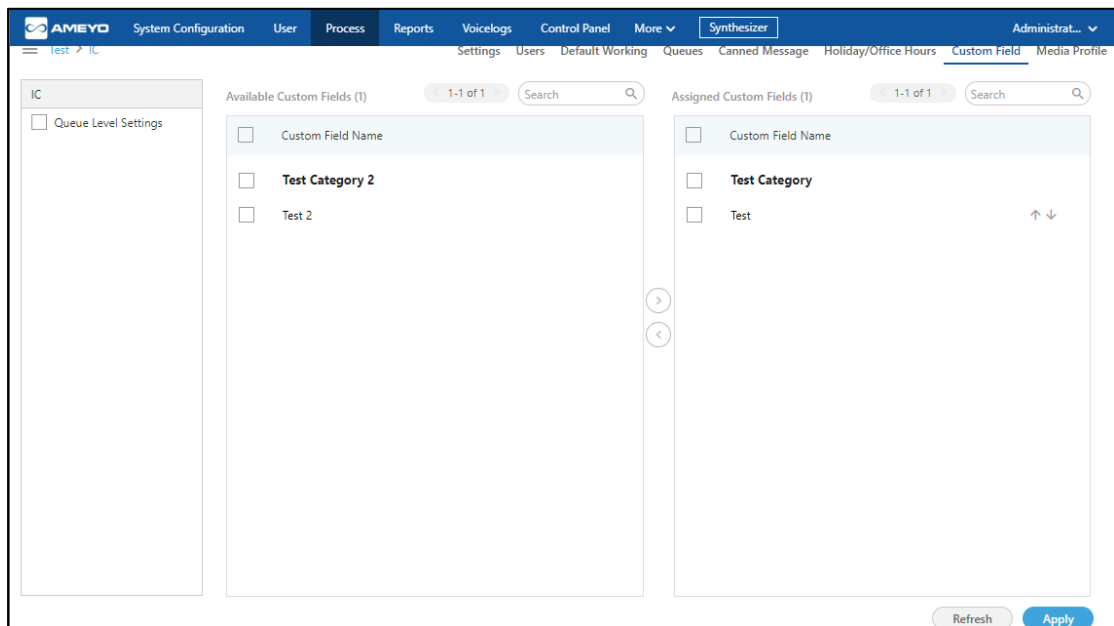 AMEYO System Configuration User Process Reports Voicelogs Control Panel More Synthesizer Administrat...
Test > IC Settings Users Default Working Queues Canned Message Holiday/Office Hours Custom Field Media Profile
IC
Queue Level Settings
Available Custom Fields (1) < 1-1 of 1 > Search
Custom Field Name
Test Category 2
Test 2
Assigned Custom Fields (1) < 1-1 of 1 > Search
Custom Field Name
Test Category
Test
Refresh Apply